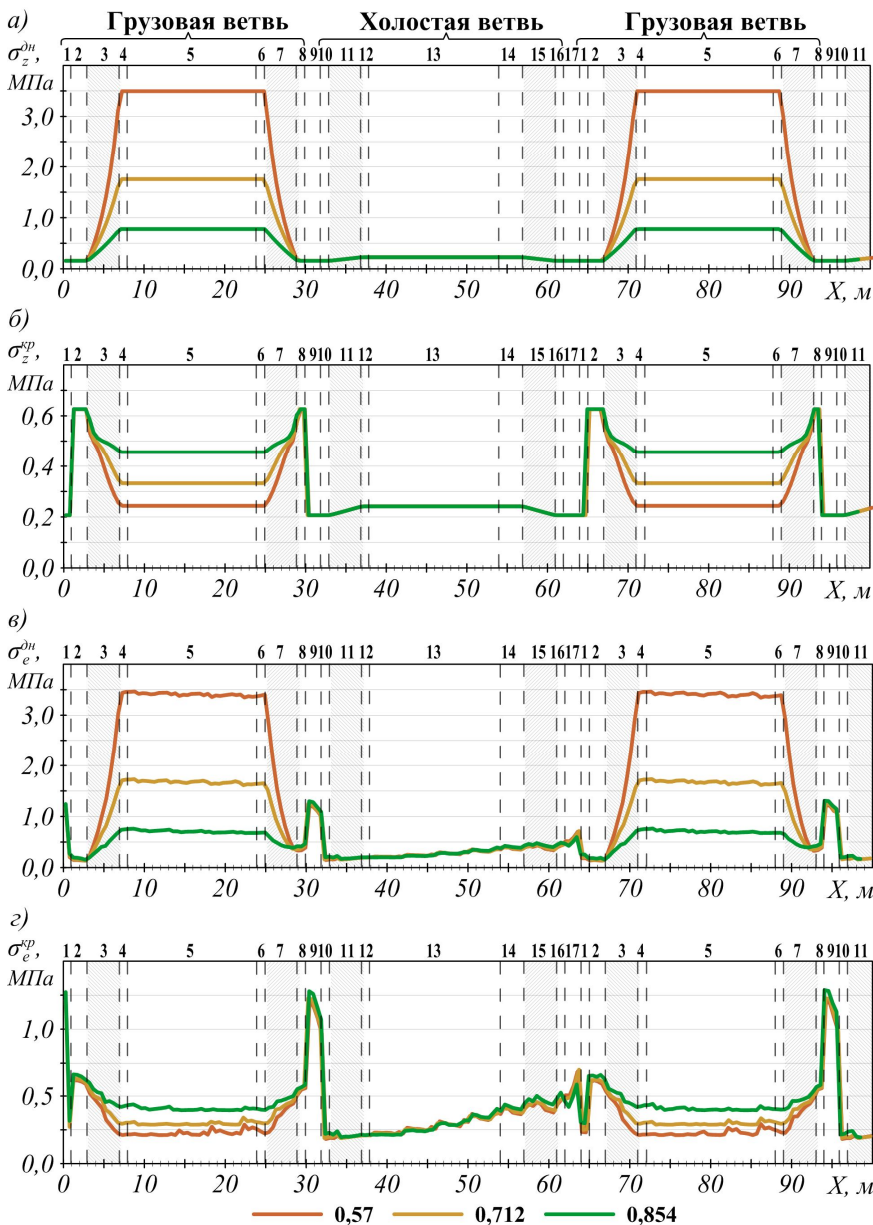 а)
Грузовая ветвь Холостая ветвь Грузовая ветвь
σ_z^дн, МПа
1 2 3 4 5 6 7 8 9 10 11 12 13 14 15 16 17 1 2 3 4 5 6 7 8 9 10 11
3,0
2,0
1,0
0,0
0 10 20 30 40 50 60 70 80 90 X, м
б)
σ_z^кр, МПа
1 2 3 4 5 6 7 8 9 10 11 12 13 14 15 16 17 1 2 3 4 5 6 7 8 9 10 11
0,6
0,4
0,2
0,0
0 10 20 30 40 50 60 70 80 90 X, м
в)
σ_e^дн, МПа
1 2 3 4 5 6 7 8 9 10 11 12 13 14 15 16 17 1 2 3 4 5 6 7 8 9 10 11
3,0
2,0
1,0
0,0
0 10 20 30 40 50 60 70 80 90 X, м
г)
σ_e^кр, МПа
1 2 3 4 5 6 7 8 9 10 11 12 13 14 15 16 17 1 2 3 4 5 6 7 8 9 10 11
1,0
0,5
0,0
0 10 20 30 40 50 60 70 80 90 X, м
0,57 0,712 0,854